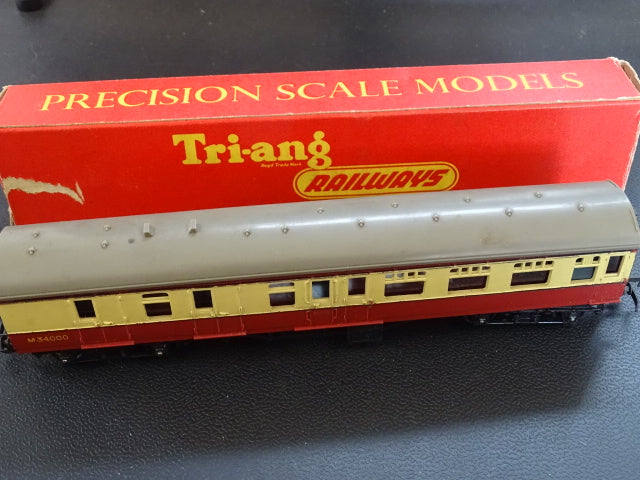 PRECISION SCALE MODELS
Tri-ang
Regd Trade Mark
RAILWAYS
M 34000